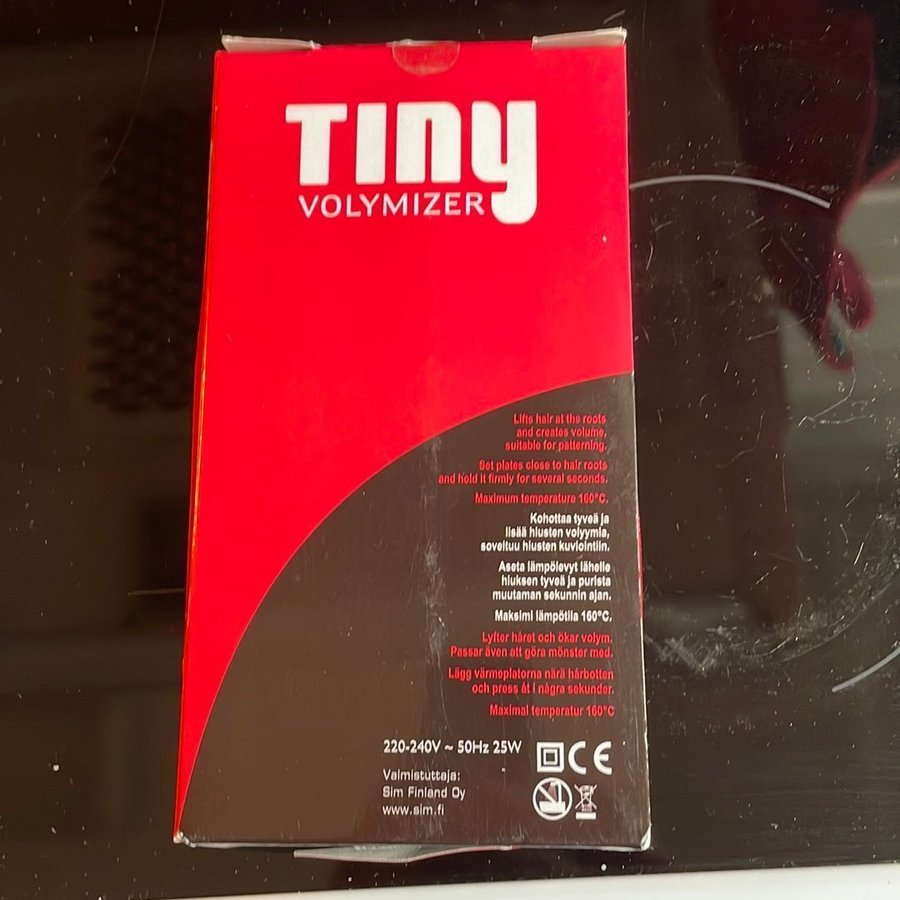 TINY
VOLYMIZER
Lifts hair at the roots
and creates volume,
suitable for patterning.
Set plates close to hair roots
and hold it firmly for several seconds.
Maximum temperature 160°C.
Kohottaa tyveä ja
lisää hiusten volyymia,
soveltuu hiusten kuviointiin.
Aseta lämpölevyt lähelle
hiuksen tyveä ja purista
muutaman sekunnin ajan.
Maksimi lämpötila 160°C.
Lyfter håret och ökar volym.
Passar även att göra mönster med.
Lägg värmeplatorna nära hårbotten
och press åt i några sekunder.
Maximal temperatur 160°C
220-240V ~ 50Hz 25W
CE
Valmistuttaja:
Sim Finland Oy
www.sim.fi